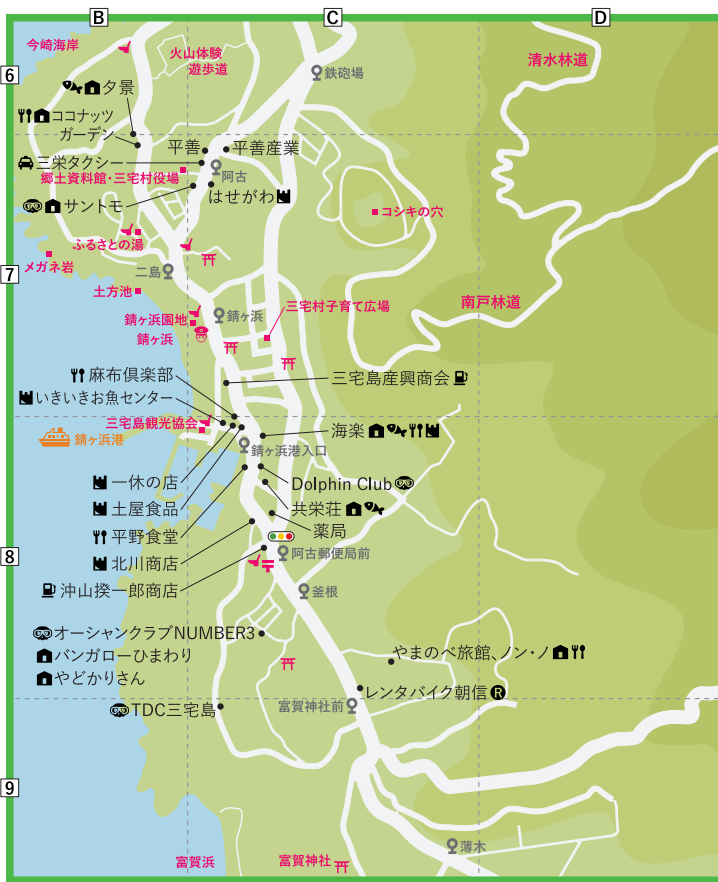 B
C
D
6
今崎海岸
火山体験
遊歩道
鉄砲場
清水林道
夕景
ココナッツ
ガーデン
平善
平善産業
三栄タクシー
阿古
郷土資料館・三宅村役場
はせがわ
サントモ
コシキの穴
ふるさとの湯
7
メガネ岩
二島
土方池
南戸林道
三宅村子育て広場
錆ヶ浜園地
錆ヶ浜
錆ヶ浜
麻布倶楽部
三宅島産興商会
いきいきお魚センター
三宅島観光協会
海楽
錆ヶ浜港
錆ヶ浜港入口
一休の店
Dolphin Club
土屋食品
共栄荘
平野食堂
薬局
8
北川商店
阿古郵便局前
沖山揆一郎商店
釜根
オーシャンクラブNUMBER3
バンガローひまわり
やどかりさん
やまのべ旅館、ノン・ノ
レンタバイク朝信 R
TDC三宅島
富賀神社前
9
薄木
富賀浜
富賀神社